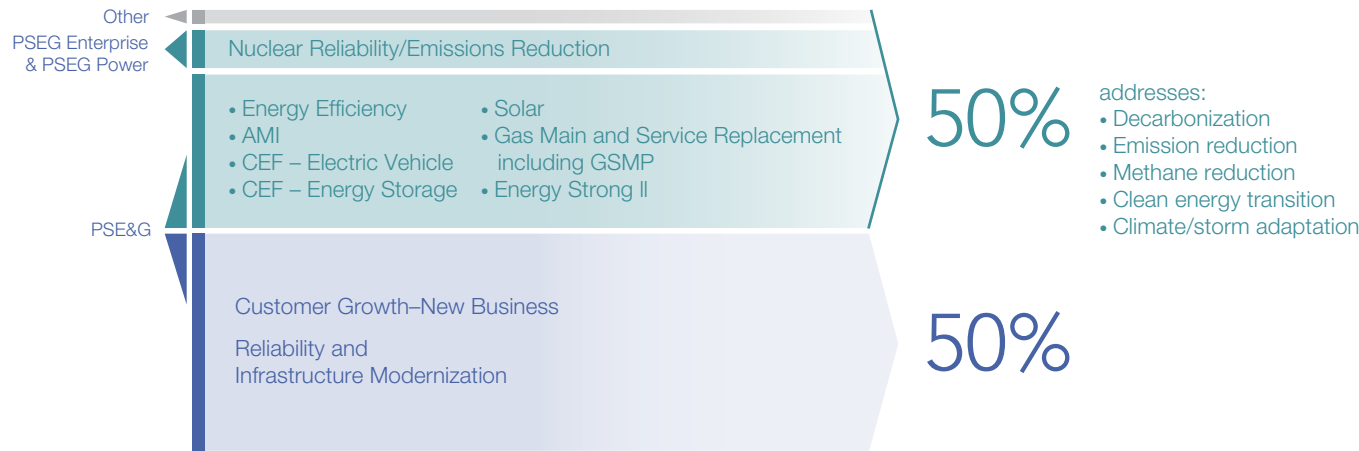 Other
PSEG Enterprise
& PSEG Power
Nuclear Reliability/Emissions Reduction
• Energy Efficiency
• AMI
• CEF – Electric Vehicle
• CEF – Energy Storage
• Solar
• Gas Main and Service Replacement
including GSMP
• Energy Strong II
50%
addresses:
• Decarbonization
• Emission reduction
• Methane reduction
• Clean energy transition
• Climate/storm adaptation
PSE&G
Customer Growth–New Business
Reliability and
Infrastructure Modernization
50%